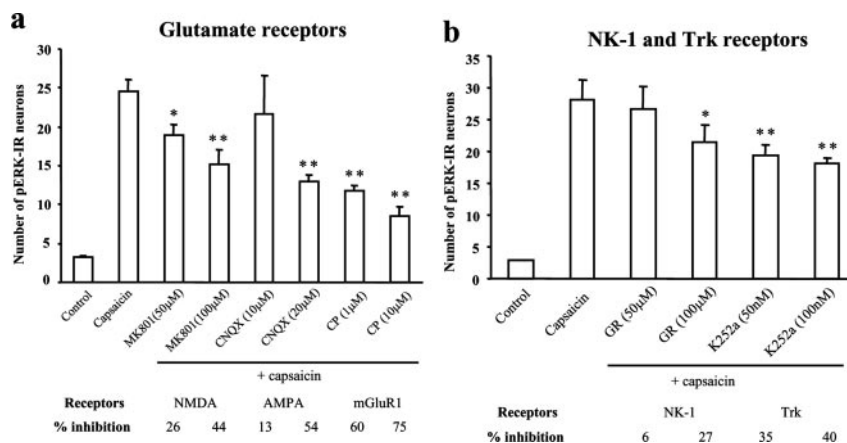 a
Glutamate receptors
Number of pERK-IR neurons
30
25
20
15
10
5
0
*
**
**
**
**
Control
Capsaicin
MK801(50μM)
MK801(100μM)
CNQX (10μM)
CNQX (20μM)
CP (1μM)
CP (10μM)
+ capsaicin
Receptors NMDA AMPA mGluR1
% inhibition 26 44 13 54 60 75
b
NK-1 and Trk receptors
Number of pERK-IR neurons
35
30
25
20
15
10
5
0
*
**
**
Control
Capsaicin
GR (50μM)
GR (100μM)
K252a (50nM)
K252a (100nM)
+ capsaicin
Receptors NK-1 Trk
% inhibition 6 27 35 40